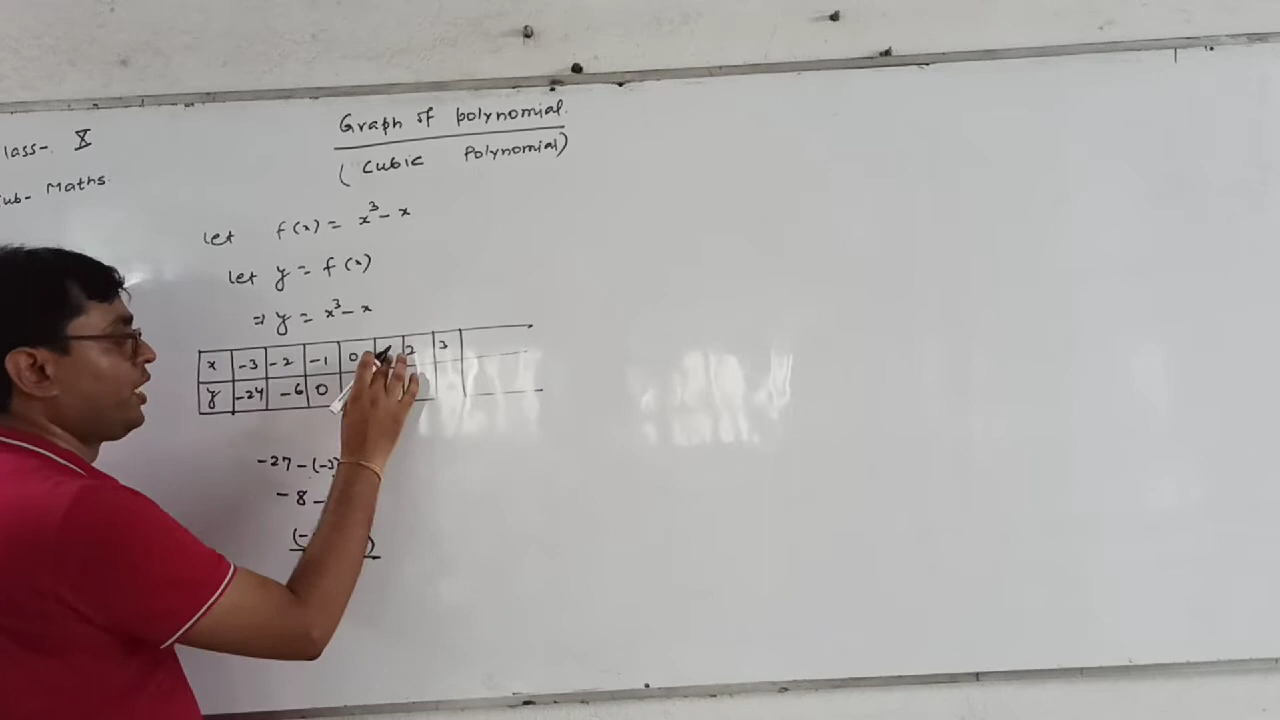 Graph of polynomial.
(Cubic Polynomial)
lass-. X
ub- Maths.
let f(x) = x³- x
let y = f(x)
⇒ y = x³- x
x -3 -2 -1 0 2 3
y -24 -6 0
-27 - (-3
- 8 -
(-